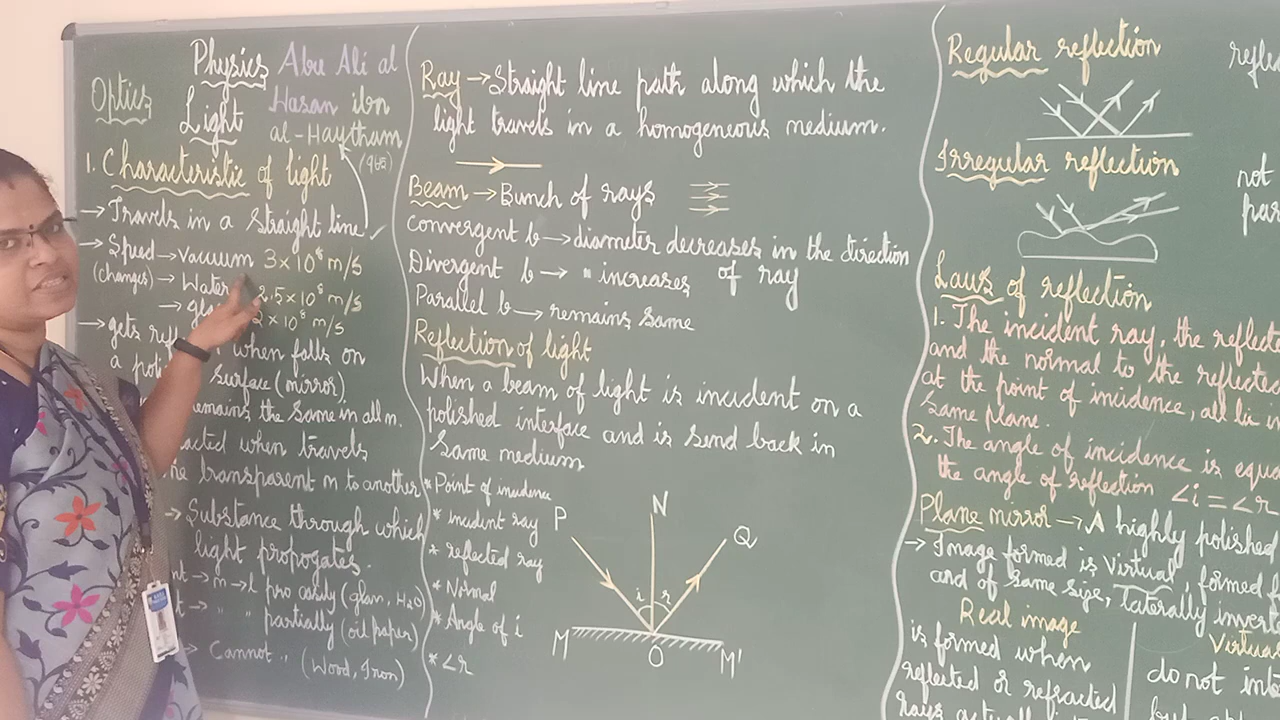 Physics
Optics
Light
Abu Ali al
Hasan ibn
al-Haytham
(965)
1. Characteristic of light
→ Travels in a straight line ✓
→ Speed → Vacuum 3×10⁸ m/s
(changes) → Water 2.5×10⁸ m/s
→ 2×10⁸ m/s
→ gets when falls on
a surface (mirror)
remains the same in all m.
when travels
transparent m to another
→ Substance through which
light propogates.
→ m → l pro (glass, H₂O)
→ " " partially (oil paper)
→ Cannot " (Wood, Iron)
Ray → Straight line path along which the
light travels in a homogeneous medium.
Beam → Bunch of rays
Convergent b → diameter decreases in the direction
Divergent b → " increases of ray
Parallel b → remains same
Reflection of light
When a beam of light is incident on a
polished interface and is send back in
same medium
* Point of incidence
* incident ray
* reflected ray
* Normal
* Angle of i
* ∠r
P
N
Q
i
r
M
O
M'
Regular reflection
Irregular reflection
not
Laws of reflection
1. The incident ray, the
and the normal to the reflected
at the point of incidence, all lie
same plane.
2. The angle of incidence is
the angle of reflection ∠i = ∠r
Plane mirror → A highly polished
→ Image formed is Virtual, formed
and of same size, laterally
Real image
is formed when
reflected or refracted
rays
do not